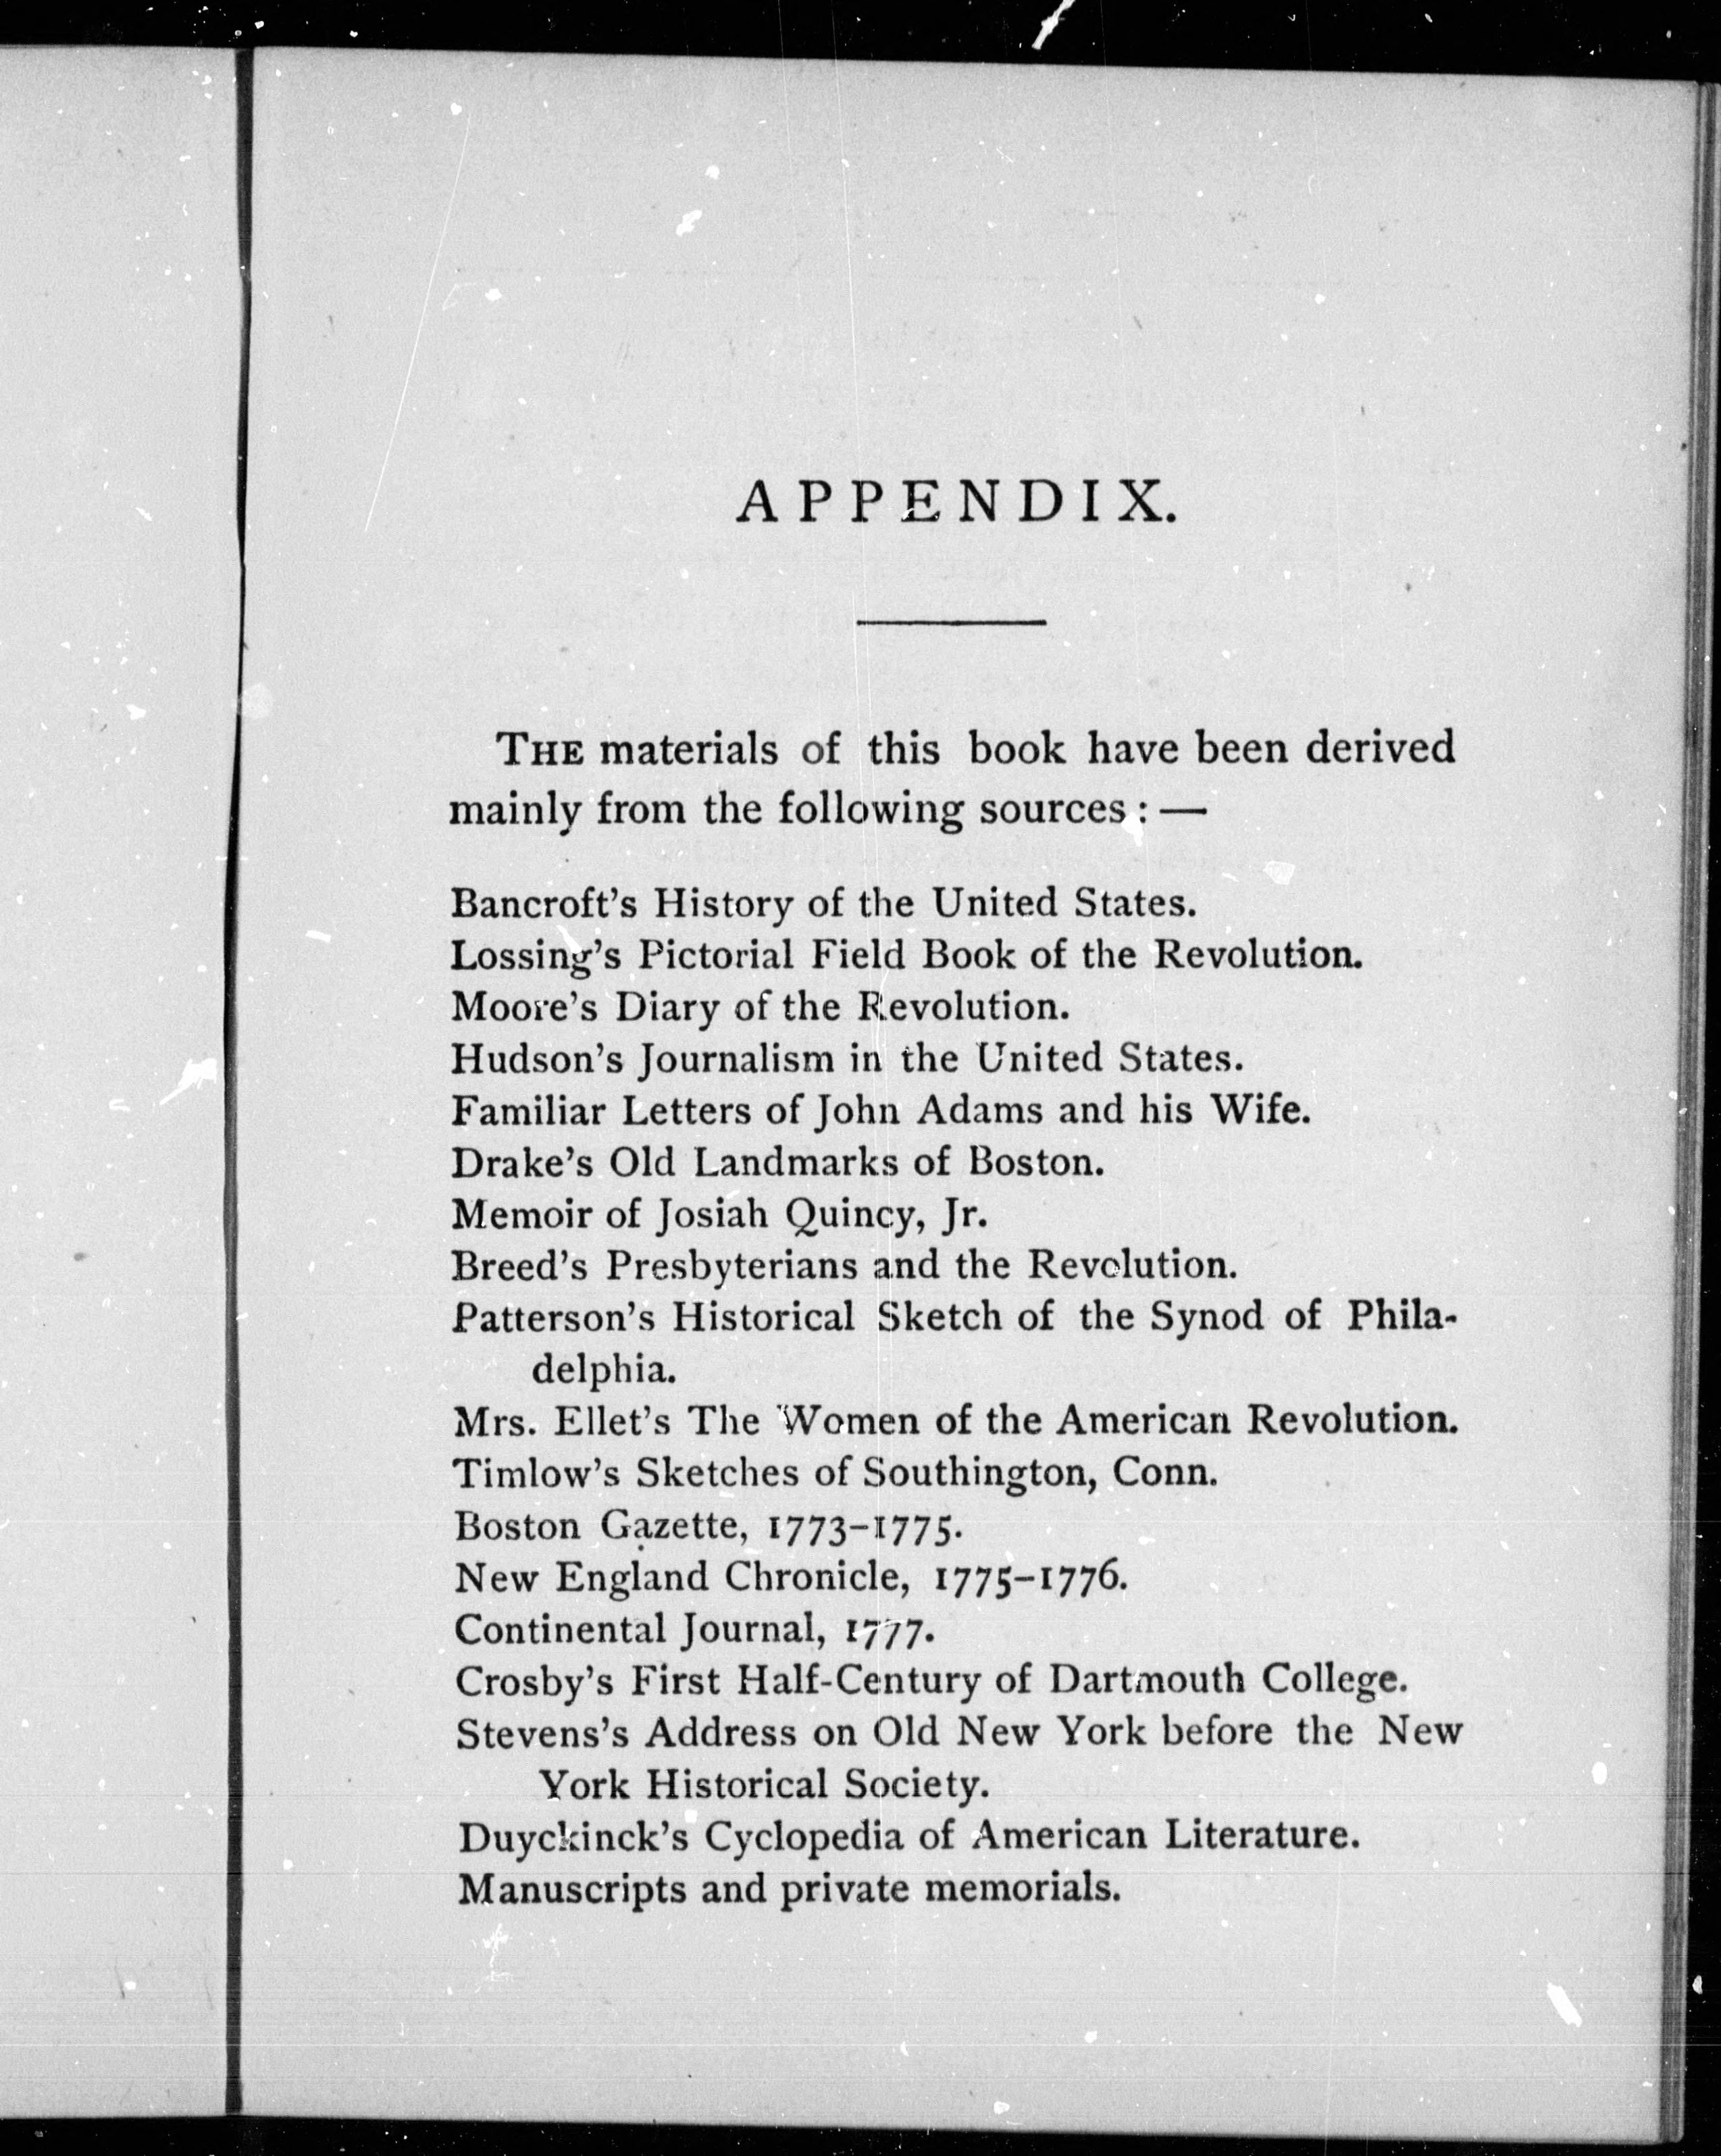 APPENDIX.
THE materials of this book have been derived
mainly from the following sources : —
Bancroft's History of the United States.
Lossing's Pictorial Field Book of the Revolution.
Moore's Diary of the Revolution.
Hudson's Journalism in the United States.
Familiar Letters of John Adams and his Wife.
Drake's Old Landmarks of Boston.
Memoir of Josiah Quincy, Jr.
Breed's Presbyterians and the Revolution.
Patterson's Historical Sketch of the Synod of Phila-
delphia.
Mrs. Ellet's The Women of the American Revolution.
Timlow's Sketches of Southington, Conn.
Boston Gazette, 1773–1775.
New England Chronicle, 1775–1776.
Continental Journal, 1777.
Crosby's First Half-Century of Dartmouth College.
Stevens's Address on Old New York before the New
York Historical Society.
Duyckinck's Cyclopedia of American Literature.
Manuscripts and private memorials.